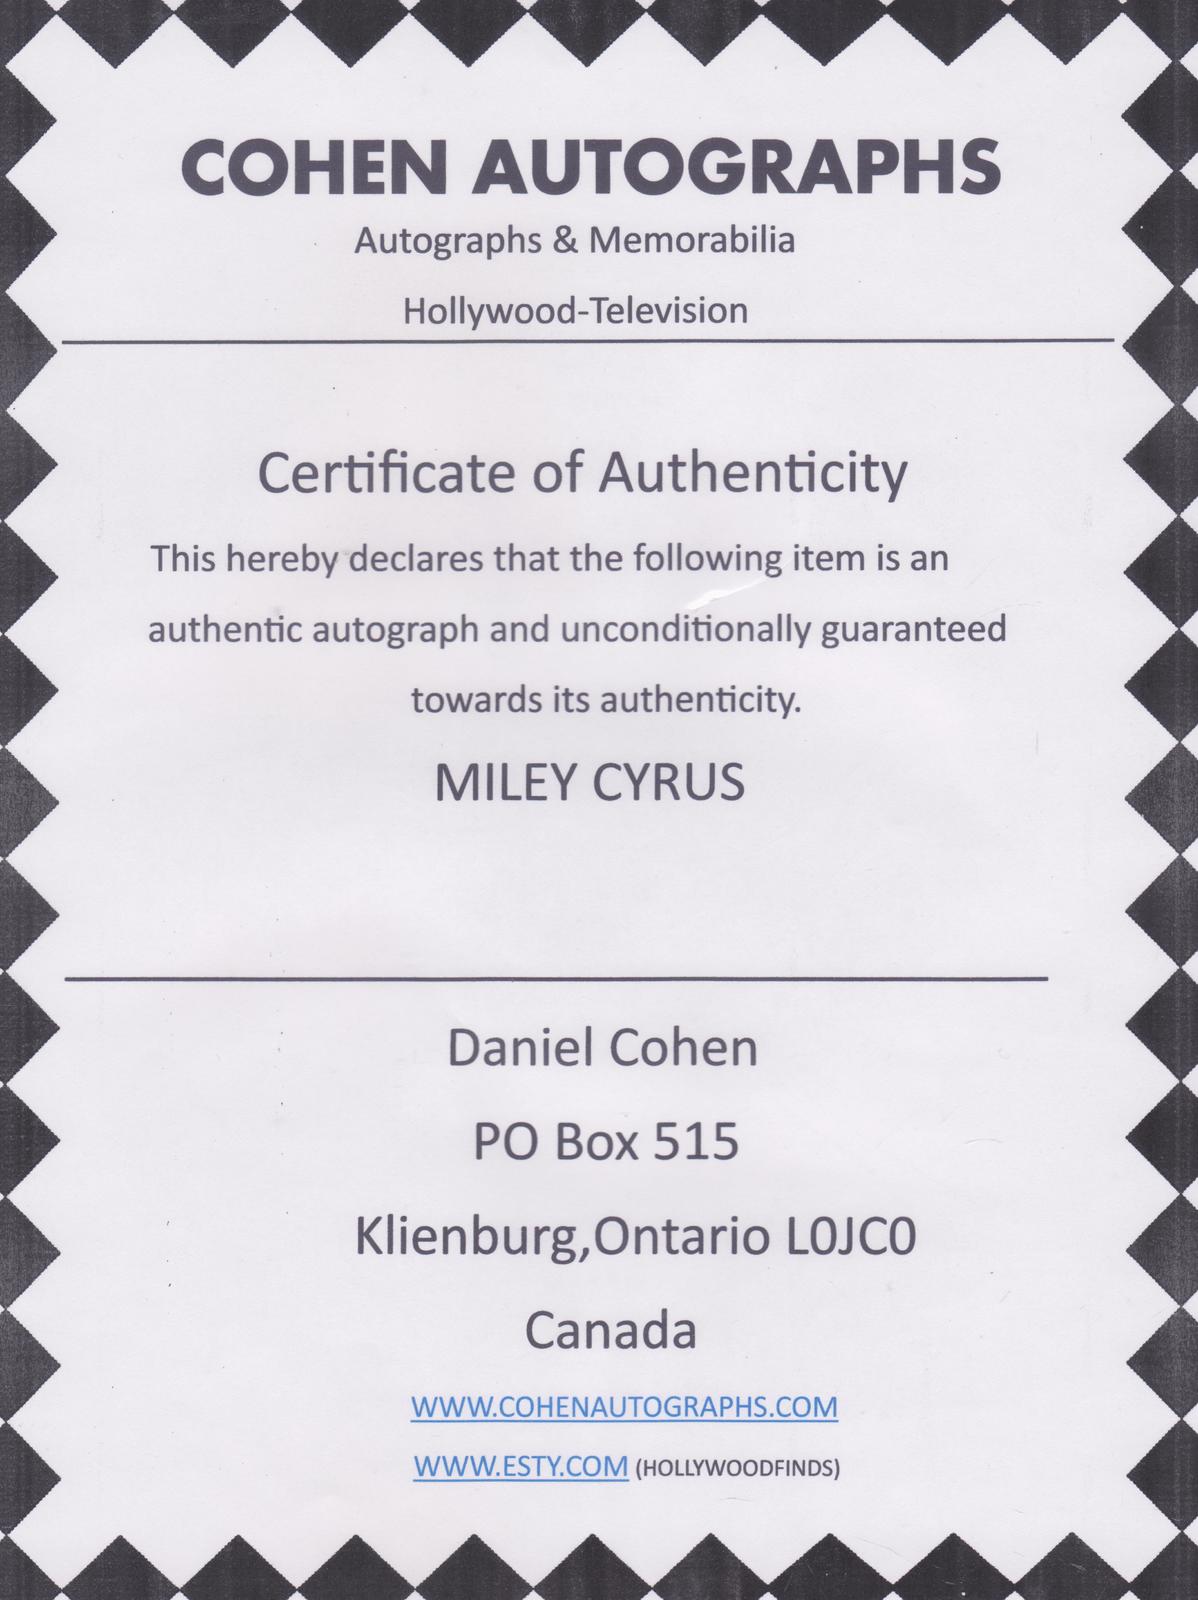 COHEN AUTOGRAPHS
Autographs & Memorabilia
Hollywood-Television
Certificate of Authenticity
This hereby declares that the following item is an
authentic autograph and unconditionally guaranteed
towards its authenticity.
MILEY CYRUS
Daniel Cohen
PO Box 515
Klienburg,Ontario L0JC0
Canada
WWW.COHENAUTOGRAPHS.COM
WWW.ESTY.COM (HOLLYWOODFINDS)